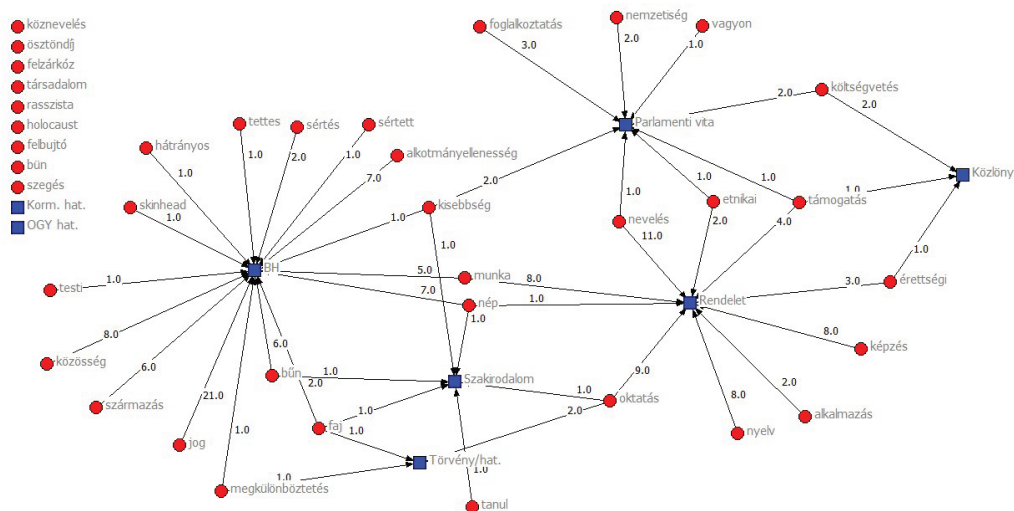 köznevelés
ösztöndíj
felzárkóz
társadalom
rasszista
holocaust
felbujtó
bün
szegés
Korm. hat.
OGY hat.
foglalkoztatás
nemzetiség
vagyon
3.0
2.0
1.0
költségvetés
2.0
2.0
Parlamenti vita
tettes
sértés
sértett
hátrányos
alkotmányellenesség
1.0
2.0
1.0
7.0
1.0
skinhead
1.0
kisebbség
2.0
1.0
1.0
nevelés
1.0
11.0
etnikai
1.0
2.0
támogatás
1.0
4.0
1.0
Közlöny
BH
testi
1.0
munka
5.0
8.0
nép
7.0
1.0
1.0
Rendelet
érettségi
3.0
1.0
közösség
8.0
származás
6.0
jog
21.0
bűn
6.0
1.0
Szakirodalom
képzés
8.0
faj
2.0
1.0
1.0
oktatás
1.0
9.0
2.0
alkalmazás
2.0
nyelv
8.0
megkülönböztetés
1.0
1.0
Törvény/hat.
tanul
1.0